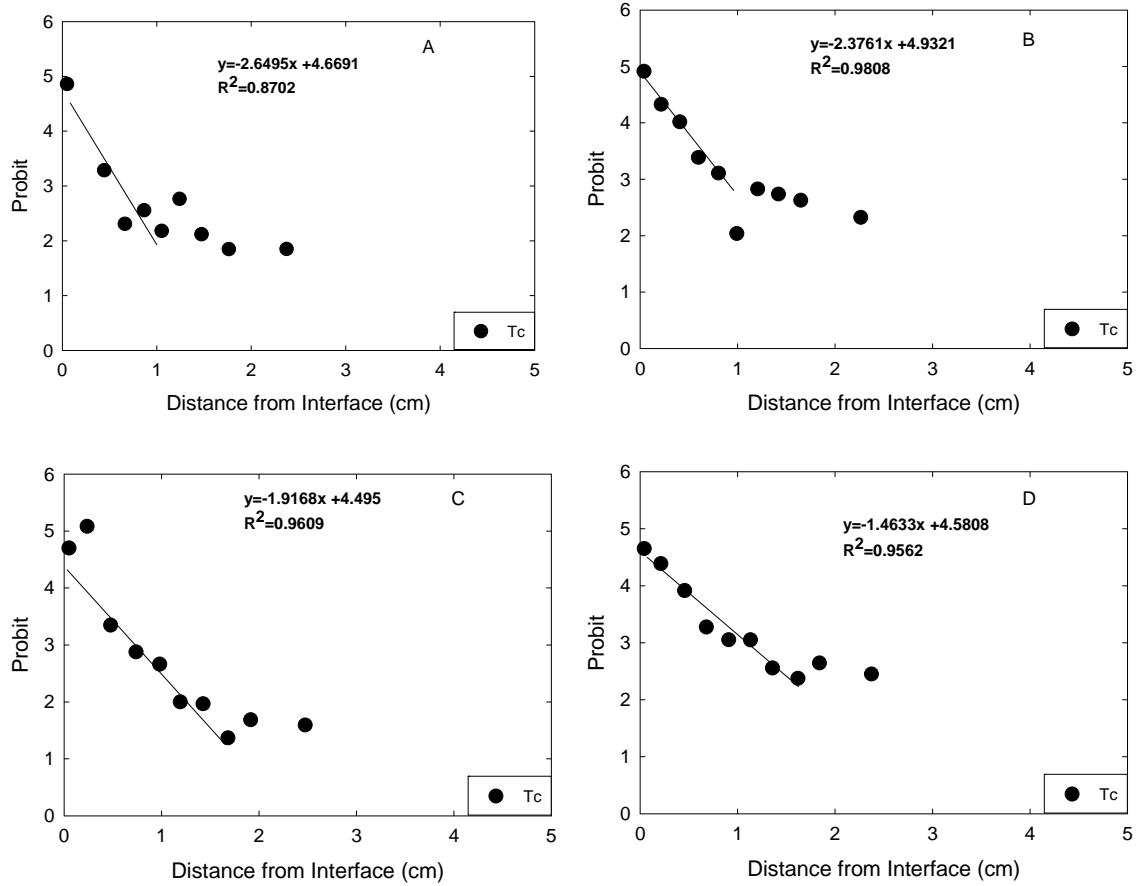 A
y=-2.6495x +4.6691
R²=0.8702
Probit
6
5
4
3
2
1
0
0 1 2 3 4 5
Distance from Interface (cm)
Tc
B
y=-2.3761x +4.9321
R²=0.9808
Probit
6
5
4
3
2
1
0
0 1 2 3 4 5
Distance from Interface (cm)
Tc
C
y=-1.9168x +4.495
R²=0.9609
Probit
6
5
4
3
2
1
0
0 1 2 3 4 5
Distance from Interface (cm)
Tc
D
y=-1.4633x +4.5808
R²=0.9562
Probit
6
5
4
3
2
1
0
0 1 2 3 4 5
Distance from Interface (cm)
Tc